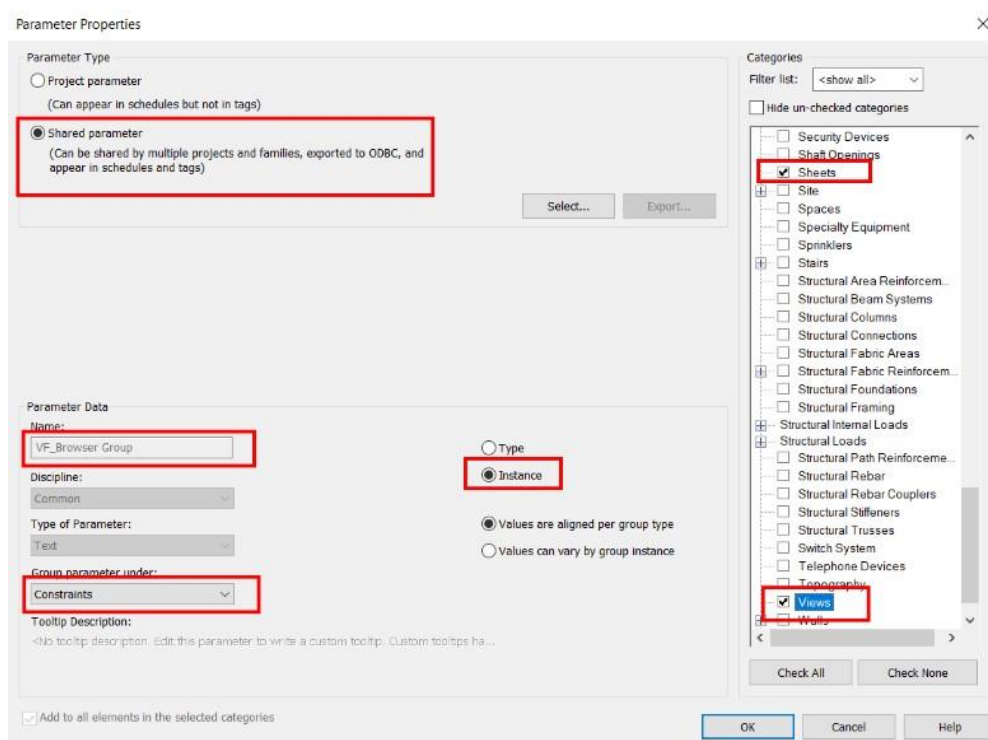 Parameter Properties
Parameter Type
Project parameter
(Can appear in schedules but not in tags)
Shared parameter
(Can be shared by multiple projects and families, exported to ODBC, and
appear in schedules and tags)
Select...
Export...
Parameter Data
Name:
VF_Browser Group
Discipline:
Common
Type of Parameter:
Text
Group parameter under:
Constraints
Tooltip Description:
<No tooltip description. Edit this parameter to write a custom tooltip. Custom tooltips ha...
Type
Instance
Values are aligned per group type
Values can vary by group instance
Add to all elements in the selected categories
Categories
Filter list:
<show all>
Hide un-checked categories
Security Devices
Shaft Openings
Sheets
Site
Spaces
Specialty Equipment
Sprinklers
Stairs
Structural Area Reinforcem...
Structural Beam Systems
Structural Columns
Structural Connections
Structural Fabric Areas
Structural Fabric Reinforcem...
Structural Foundations
Structural Framing
Structural Internal Loads
Structural Loads
Structural Path Reinforceme...
Structural Rebar
Structural Rebar Couplers
Structural Stiffeners
Structural Trusses
Switch System
Telephone Devices
Topography
Views
Walls
Check All
Check None
OK
Cancel
Help